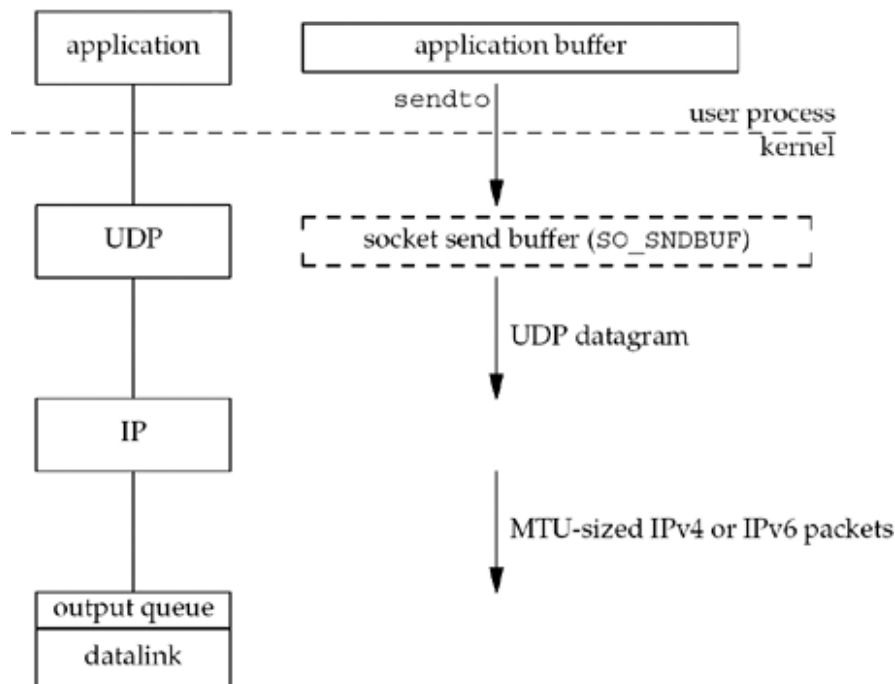 application
application buffer
sendto
user process
kernel
UDP
socket send buffer (SO_SNDBUF)
UDP datagram
IP
MTU-sized IPv4 or IPv6 packets
output queue
datalink